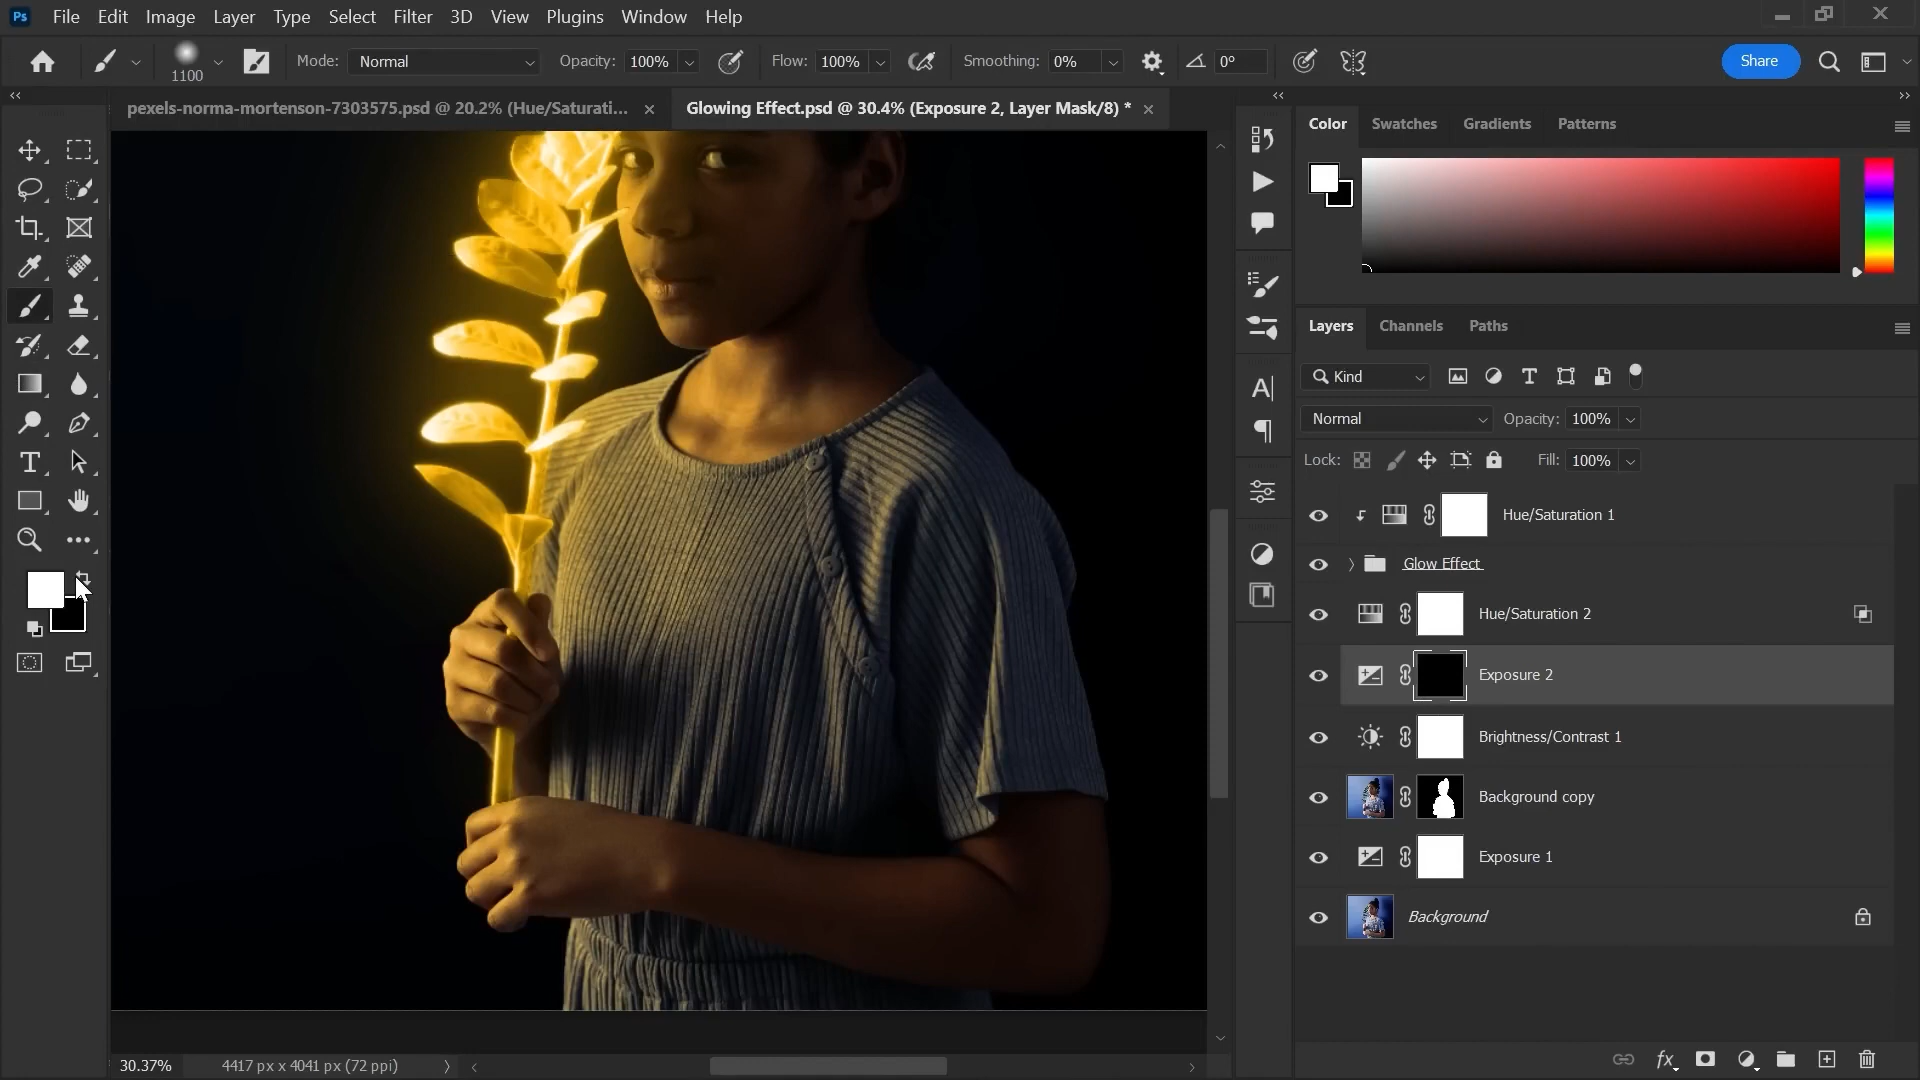 Ps File Edit Image Layer Type Select Filter 3D View Plugins Window Help
1100 Mode: Normal Opacity: 100% Flow: 100% Smoothing: 0% 0° Share
pexels-norma-mortenson-7303575.psd @ 20.2% (Hue/Saturati... Glowing Effect.psd @ 30.4% (Exposure 2, Layer Mask/8) *
Color Swatches Gradients Patterns
Layers Channels Paths
Kind
Normal Opacity: 100%
Lock: Fill: 100%
Hue/Saturation 1
Glow Effect
Hue/Saturation 2
Exposure 2
Brightness/Contrast 1
Background copy
Exposure 1
Background
30.37% 4417 px x 4041 px (72 ppi)